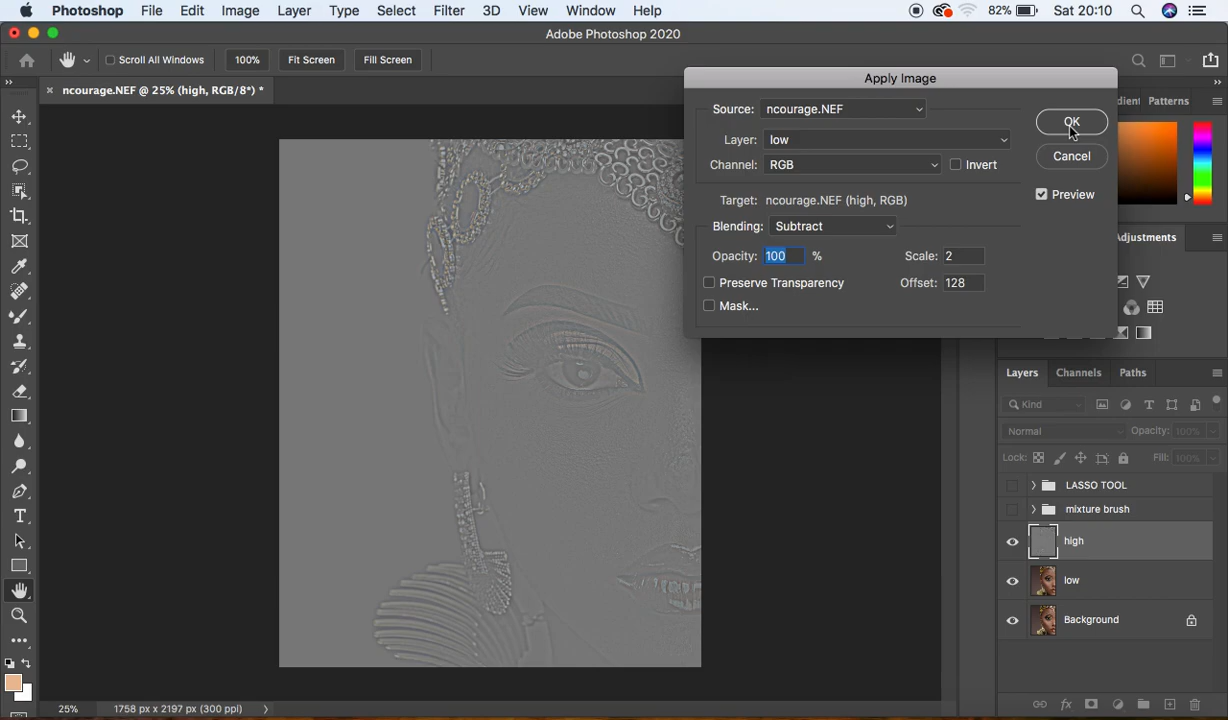 Photoshop File Edit Image Layer Type Select Filter 3D View Window Help 82% Sat 20:10
Adobe Photoshop 2020
Scroll All Windows 100% Fit Screen Fill Screen
ncourage.NEF @ 25% (high, RGB/8*) *
Apply Image
Source: ncourage.NEF
Layer: low
Channel: RGB Invert
Target: ncourage.NEF (high, RGB)
Blending: Subtract
Opacity: 100 % Scale: 2
Preserve Transparency Offset: 128
Mask...
OK
Cancel
Preview
dient Patterns
Adjustments
Layers Channels Paths
Kind
Normal Opacity: 100%
Lock: Fill: 100%
LASSO TOOL
mixture brush
high
low
Background
25% 1758 px x 2197 px (300 ppi)